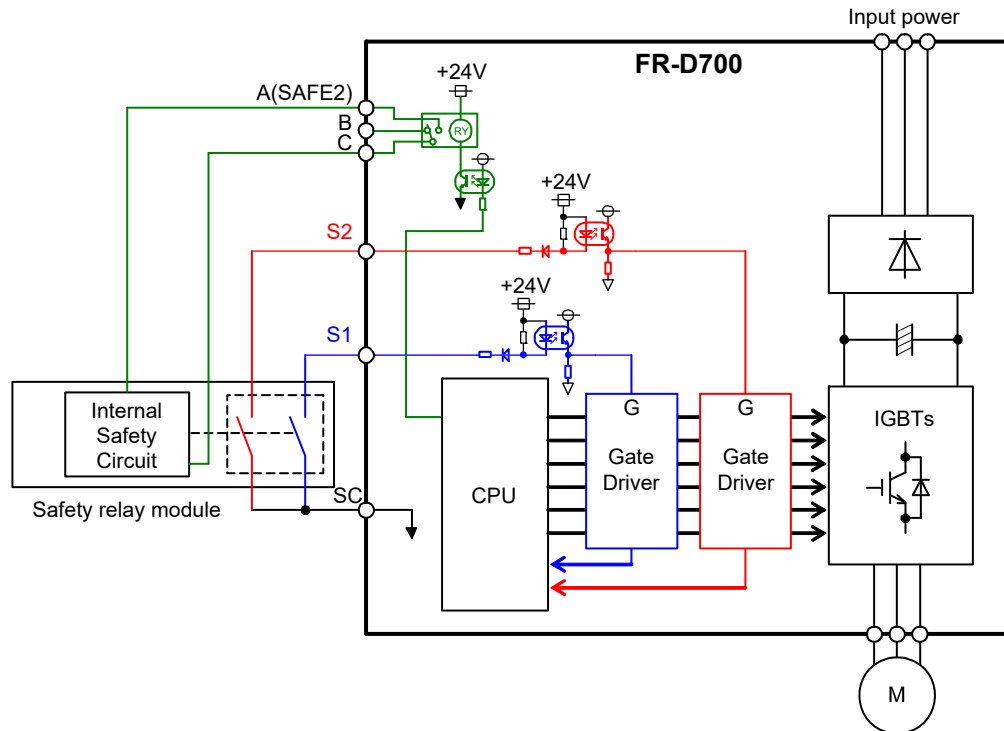 Input power
FR-D700
+24V
A(SAFE2)
B
C
RY
+24V
S2
+24V
S1
Internal
Safety
Circuit
Safety relay module
SC
CPU
G
Gate
Driver
G
Gate
Driver
IGBTs
M